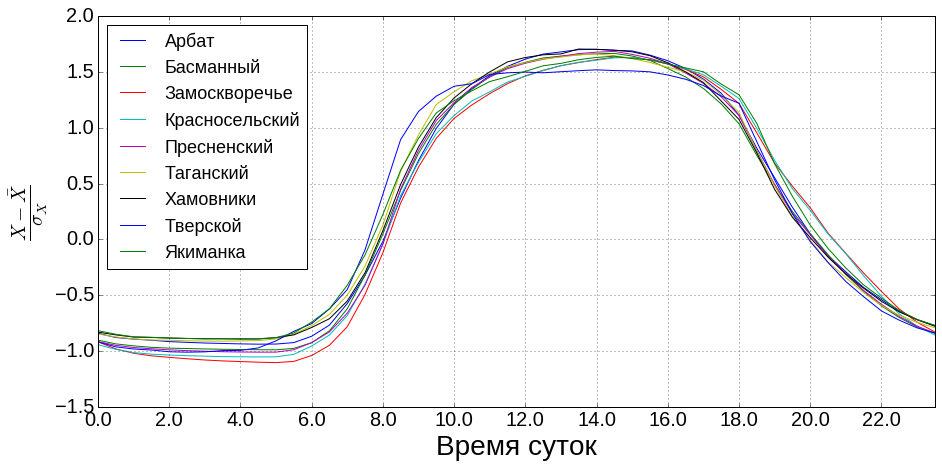 2.0
1.5
1.0
0.5
0.0
−0.5
−1.0
−1.5
X − X̄
σ_X
Арбат
Басманный
Замоскворечье
Красносельский
Пресненский
Таганский
Хамовники
Тверской
Якиманка
0.0 2.0 4.0 6.0 8.0 10.0 12.0 14.0 16.0 18.0 20.0 22.0
Время суток